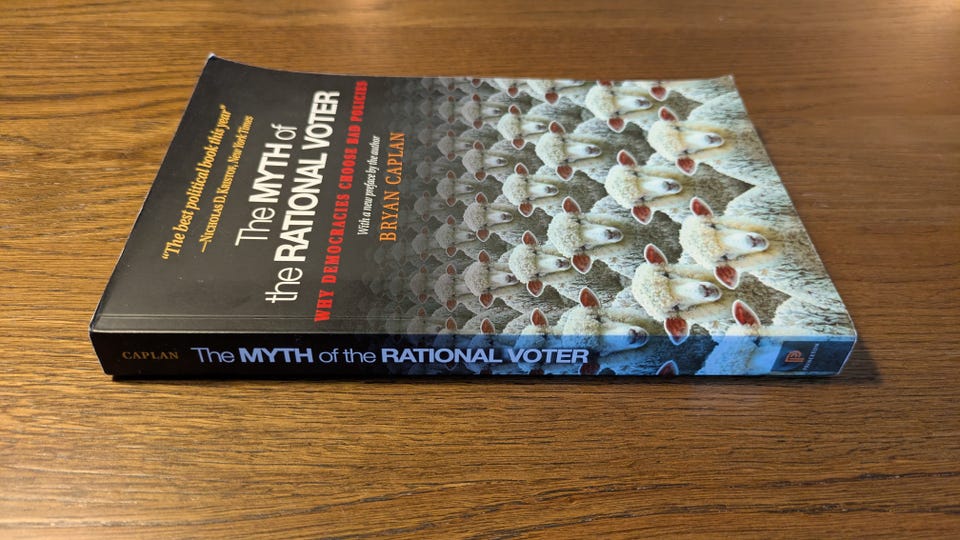 "The best political book this year"
—NICHOLAS D. KRISTOF, New York Times
The MYTH of
the RATIONAL VOTER
WHY DEMOCRACIES CHOOSE BAD POLICIES
With a new preface by the author
BRYAN CAPLAN
CAPLAN The MYTH of the RATIONAL VOTER
PRINCETON